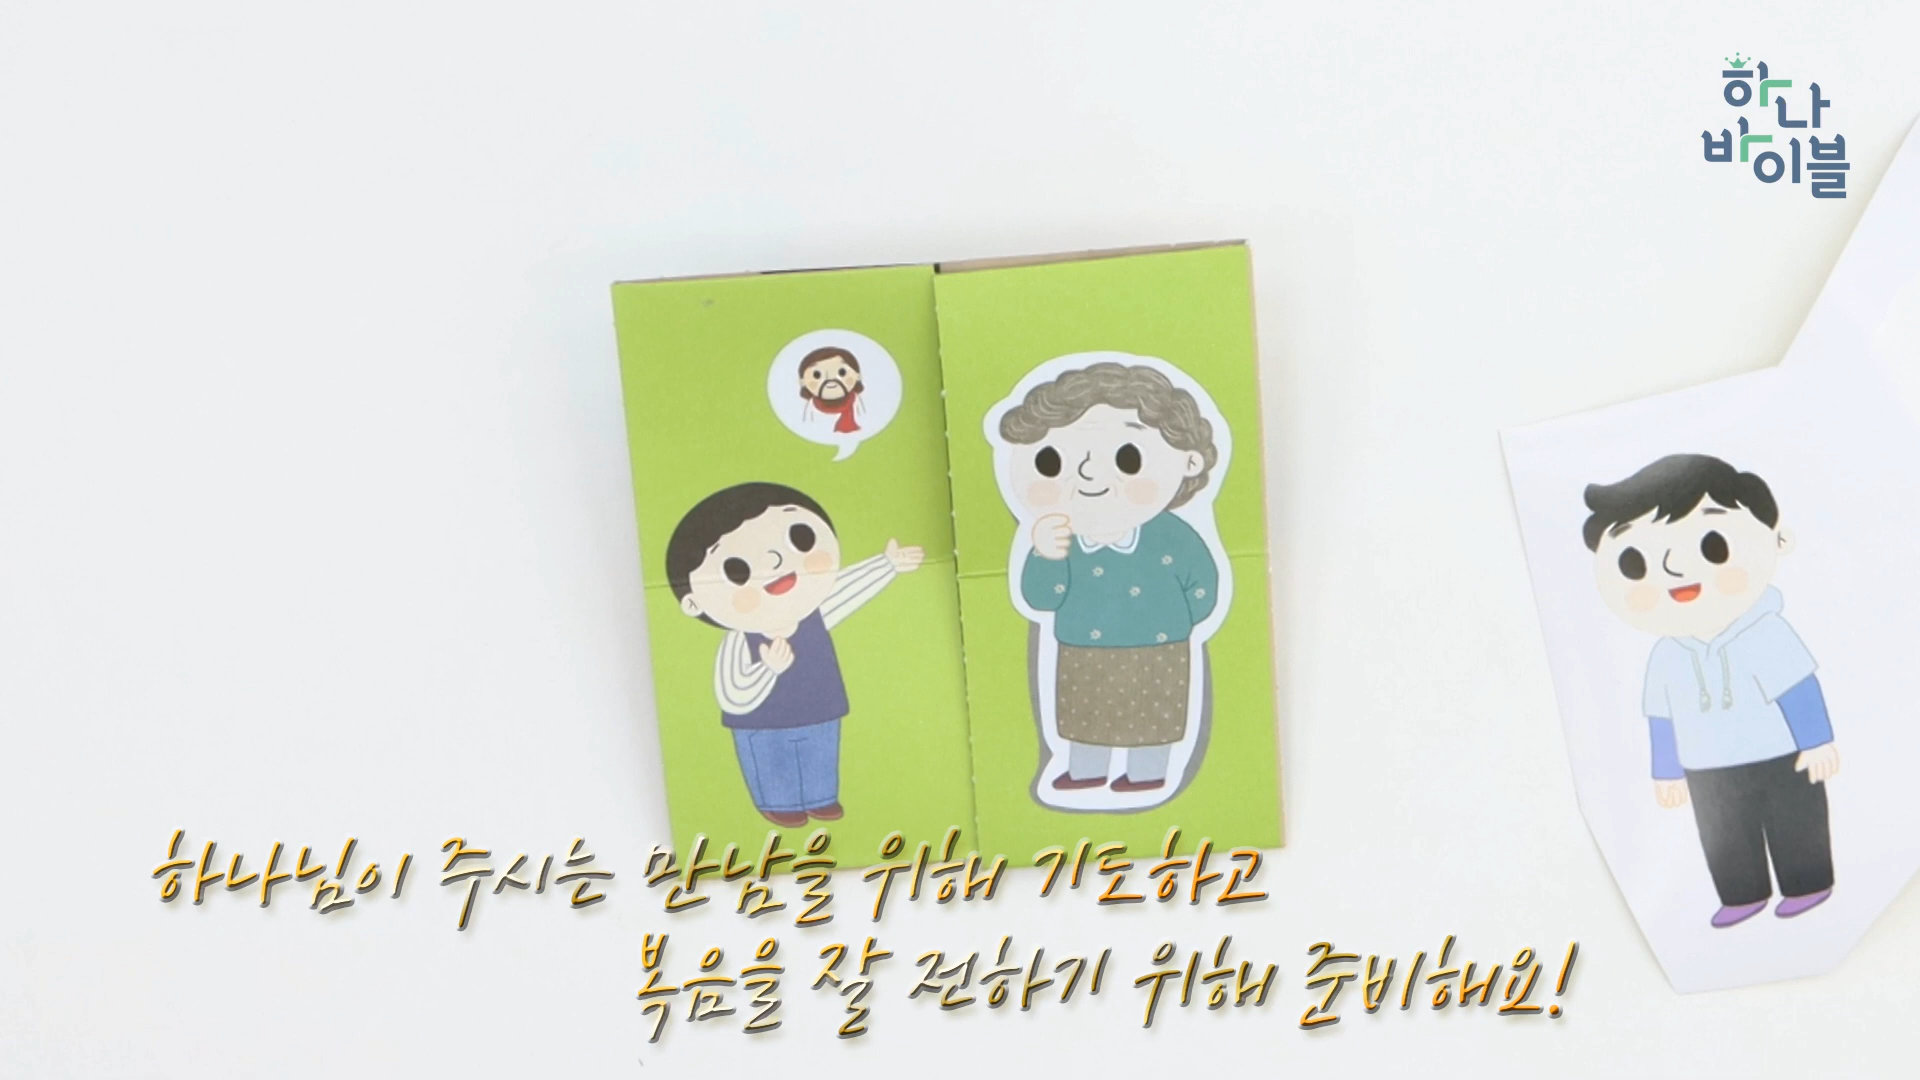 하나
바이블
하나님이 주시는 만남을 위해 기도하고
복음을 잘 전하기 위해 준비해요!